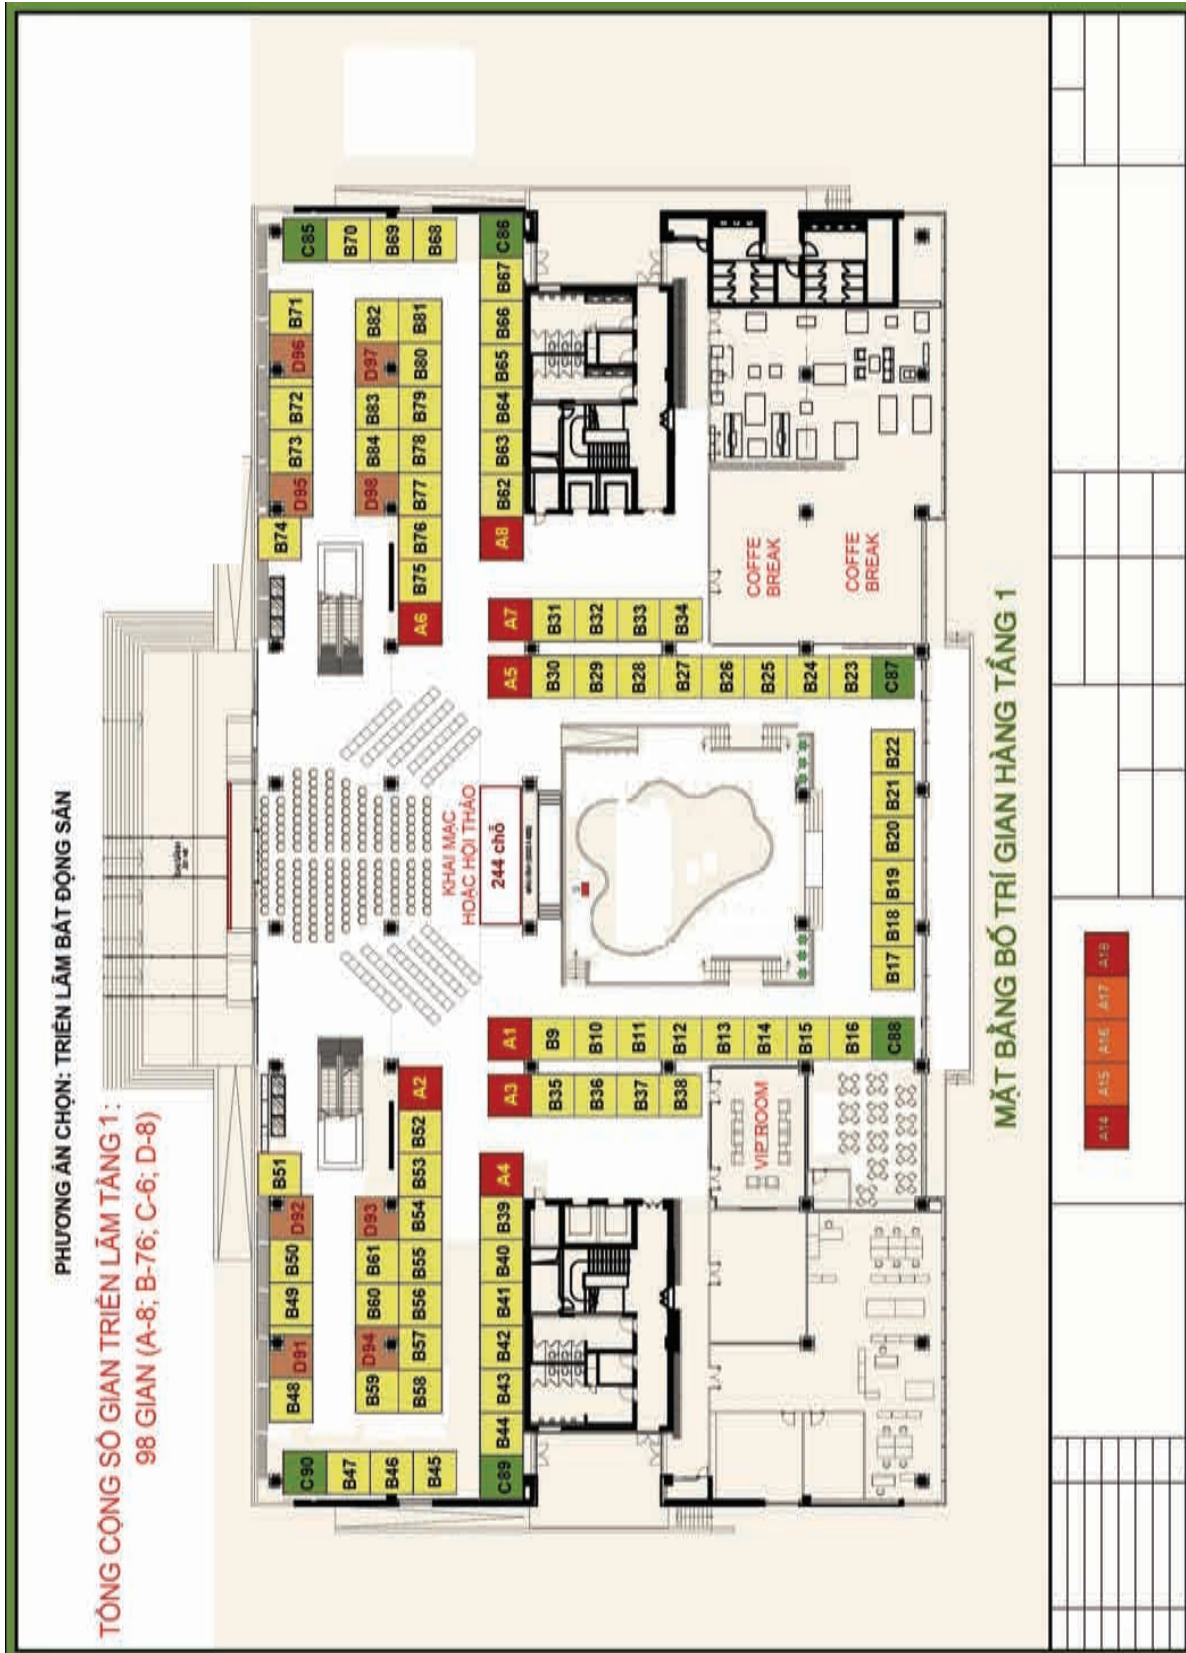 PHƯƠNG ÁN CHỌN: TRIỂN LÃM BẤT ĐỘNG SẢN
TỔNG CỘNG SỐ GIAN TRIỂN LÃM TẦNG 1 :
98 GIAN (A-8; B-76; C-6; D-8)
C90 B48 D91 B49 B50 D92 B51 B74 D95 B73 B72 D96 B71 C85
B47 B70
B59 D94 B60 B61 D93 D98 B84 B83 D97 B82
B46 B69
B45 B58 B57 B56 B55 B54 B53 B52 A2 A6 B75 B76 B77 B78 B79 B80 B81 B68
KHAI MẠC
HOẶC HỘI THẢO
C89 B44 B43 B42 B41 B40 B39 A4 A3 A1 244 chỗ A5 A7 A8 B62 B63 B64 B65 B66 B67 C86
B35 B9 B30 B31
B36 B10 B29 B32
B37 B11 B28 B33
B38 B12 B27 B34
B13 B26
VIP.ROOM B14 B25
COFFE
BREAK
B15 B24
B16 B23
COFFE
BREAK
C88 B17 B18 B19 B20 B21 B22 C87
MẶT BẰNG BỐ TRÍ GIAN HÀNG TẦNG 1
A14 A15 A16 A17 A18